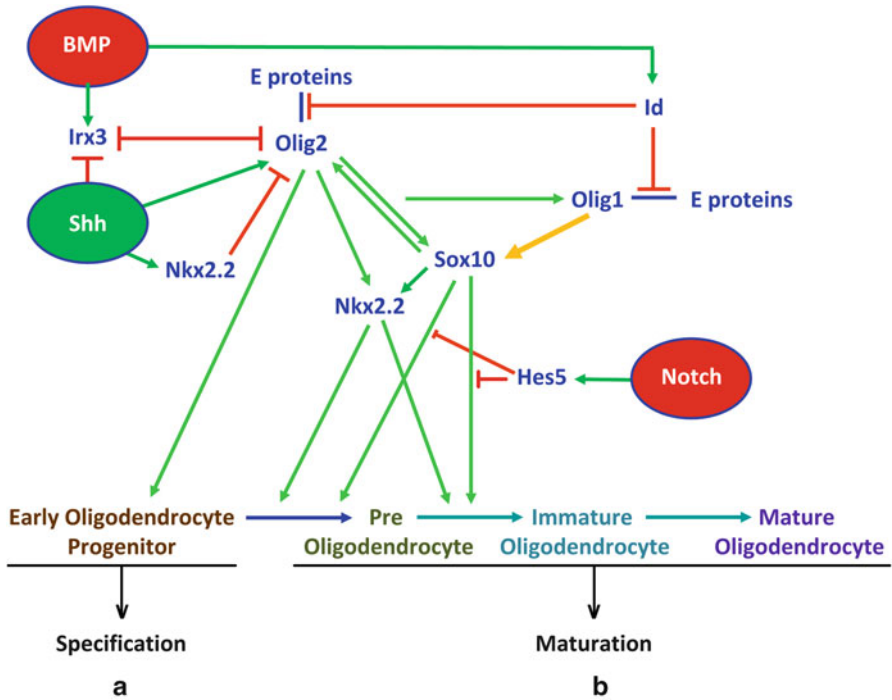 BMP
E proteins
Id
Irx3
Olig2
Olig1
E proteins
Shh
Nkx2.2
Sox10
Nkx2.2
Hes5
Notch
Early Oligodendrocyte
Progenitor
Pre
Oligodendrocyte
Immature
Oligodendrocyte
Mature
Oligodendrocyte
Specification
Maturation
a
b